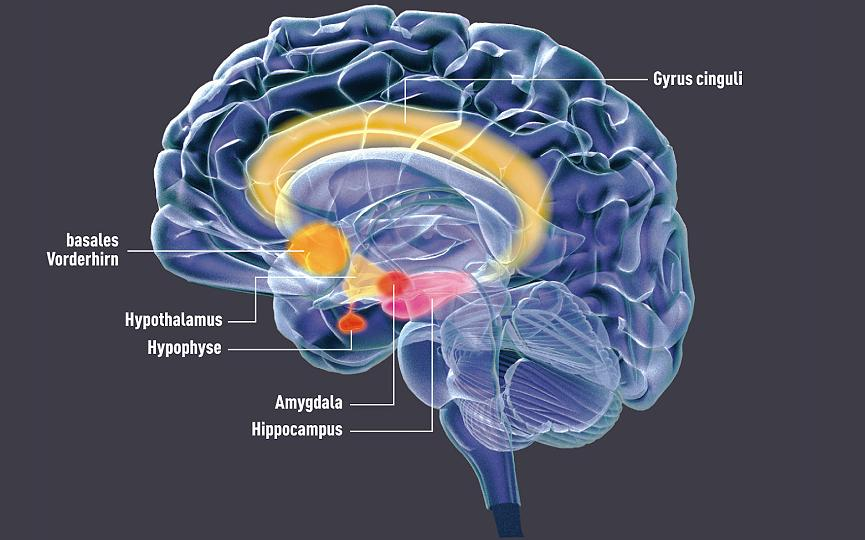 Gyrus cinguli
basales
Vorderhirn
Hypothalamus
Hypophyse
Amygdala
Hippocampus